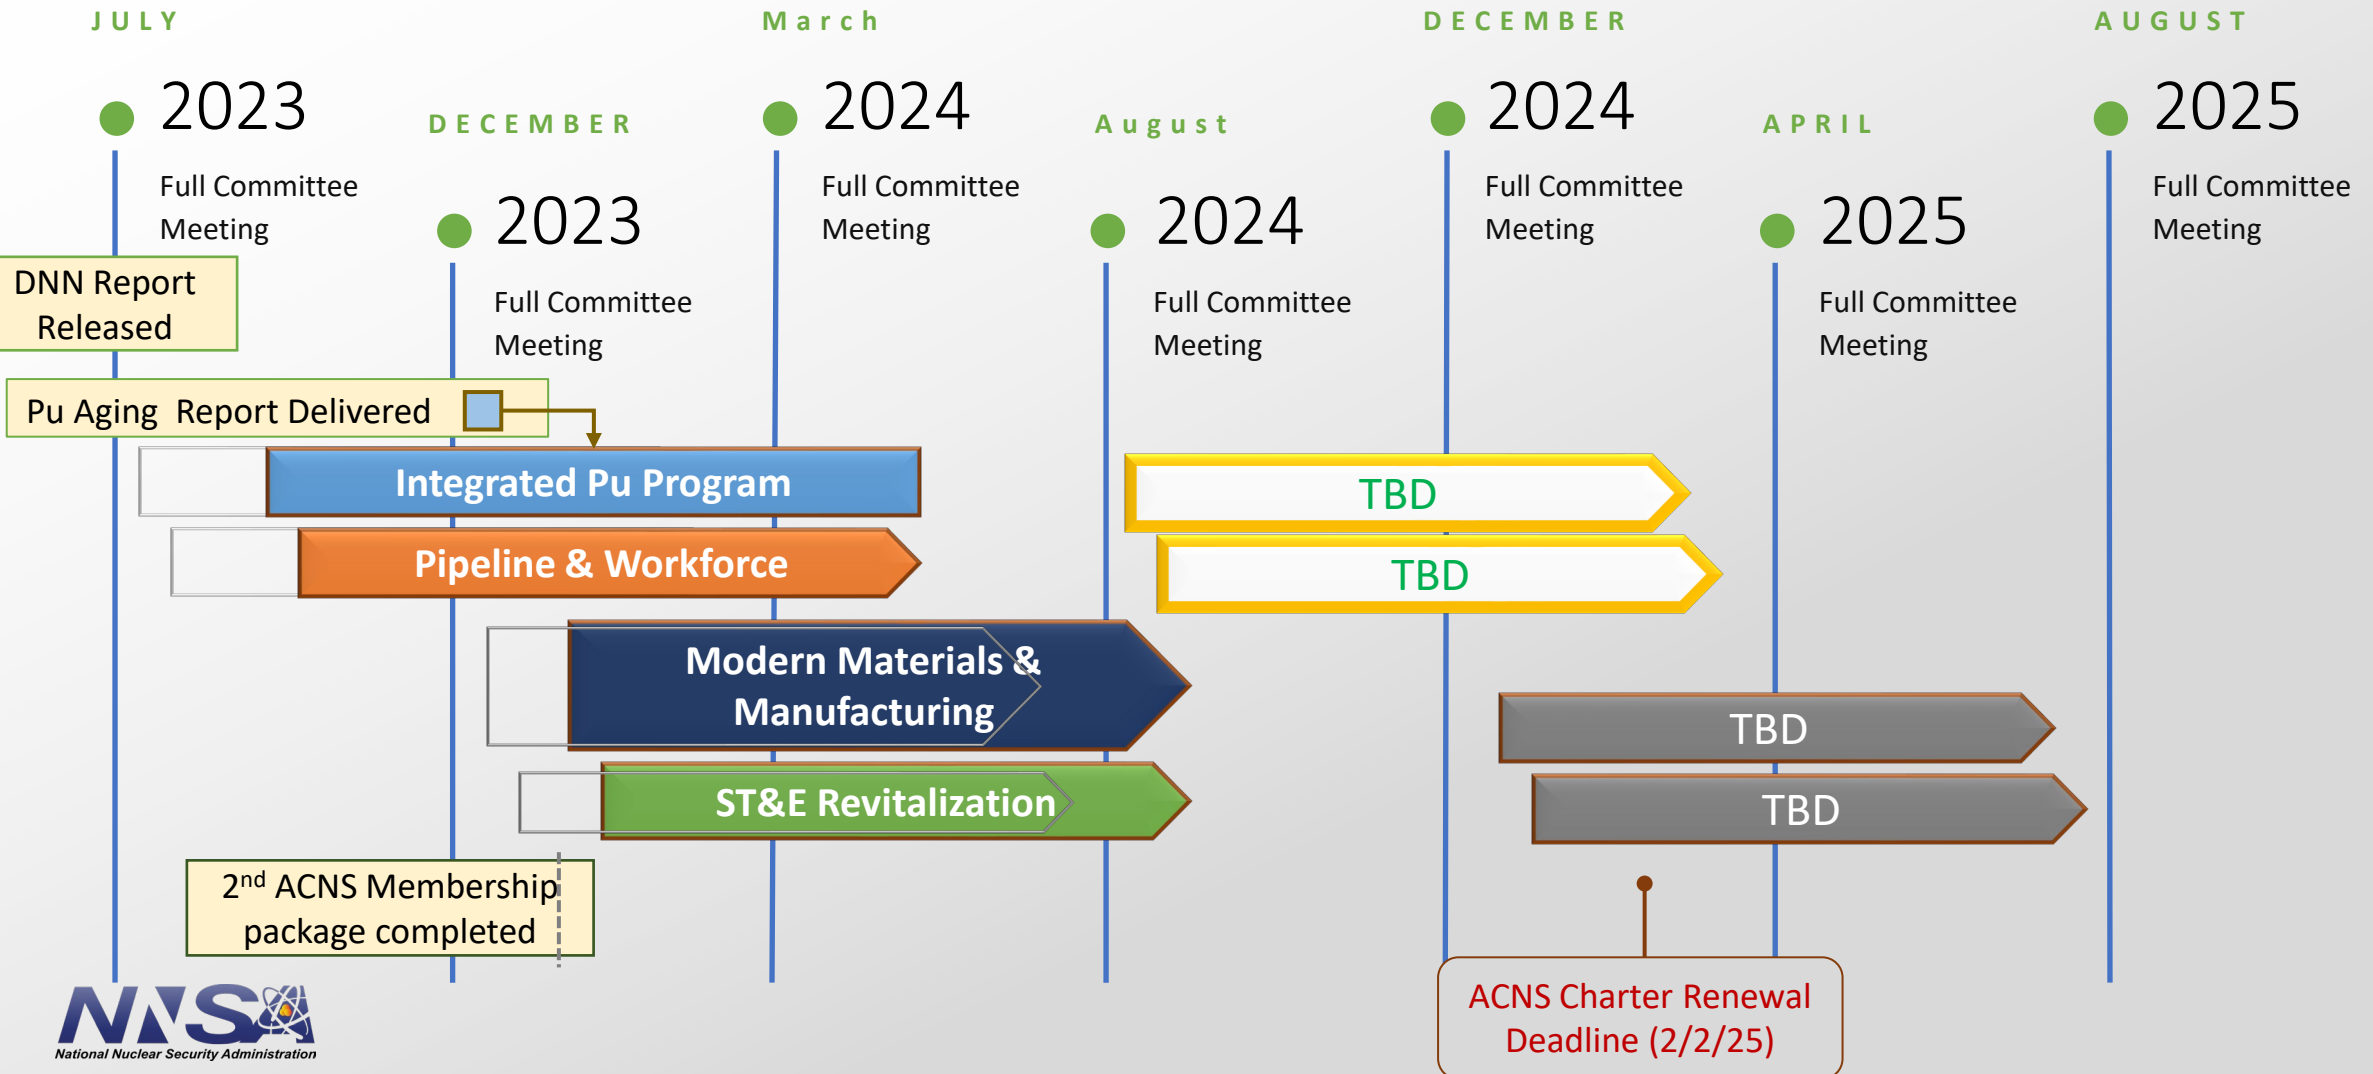 JULY
March
DECEMBER
AUGUST
2023
2024
2024
2025
DECEMBER
August
APRIL
Full Committee
Meeting
Full Committee
Meeting
Full Committee
Meeting
Full Committee
Meeting
2023
2024
2025
Full Committee
Meeting
Full Committee
Meeting
Full Committee
Meeting
DNN Report
Released
Pu Aging  Report Delivered
Integrated Pu Program
TBD
Pipeline & Workforce
TBD
Modern Materials &
Manufacturing
TBD
ST&E Revitalization
TBD
2nd ACNS Membership
package completed
ACNS Charter Renewal
Deadline (2/2/25)
NNSA
National Nuclear Security Administration